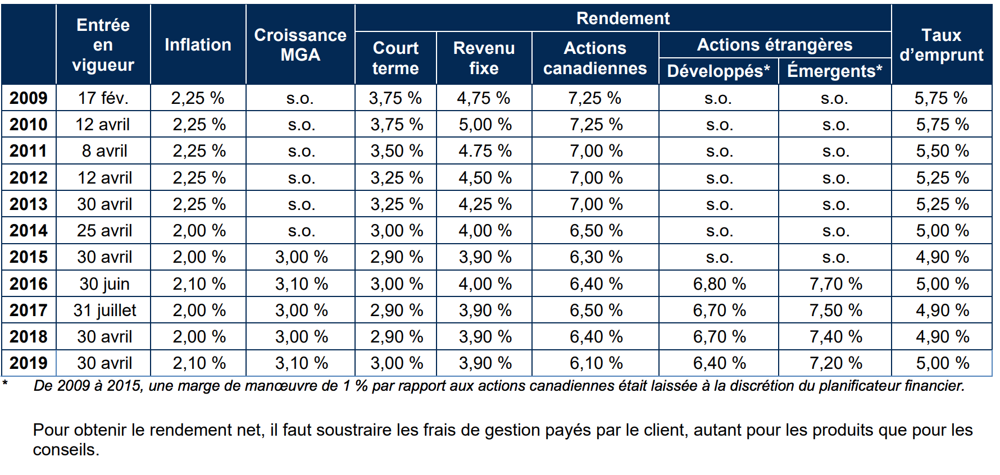 Entrée en vigueur Inflation Croissance MGA Rendement Taux d’emprunt
Court terme Revenu fixe Actions canadiennes Actions étrangères
Développés* Émergents*
2009 17 fév. 2,25 % s.o. 3,75 % 4,75 % 7,25 % s.o. s.o. 5,75 %
2010 12 avril 2,25 % s.o. 3,75 % 5,00 % 7,25 % s.o. s.o. 5,75 %
2011 8 avril 2,25 % s.o. 3,50 % 4.75 % 7,00 % s.o. s.o. 5,50 %
2012 12 avril 2,25 % s.o. 3,25 % 4,50 % 7,00 % s.o. s.o. 5,25 %
2013 30 avril 2,25 % s.o. 3,25 % 4,25 % 7,00 % s.o. s.o. 5,25 %
2014 25 avril 2,00 % s.o. 3,00 % 4,00 % 6,50 % s.o. s.o. 5,00 %
2015 30 avril 2,00 % 3,00 % 2,90 % 3,90 % 6,30 % s.o. s.o. 4,90 %
2016 30 juin 2,10 % 3,10 % 3,00 % 4,00 % 6,40 % 6,80 % 7,70 % 5,00 %
2017 31 juillet 2,00 % 3,00 % 2,90 % 3,90 % 6,50 % 6,70 % 7,50 % 4,90 %
2018 30 avril 2,00 % 3,00 % 2,90 % 3,90 % 6,40 % 6,70 % 7,40 % 4,90 %
2019 30 avril 2,10 % 3,10 % 3,00 % 3,90 % 6,10 % 6,40 % 7,20 % 5,00 %
* De 2009 à 2015, une marge de manœuvre de 1 % par rapport aux actions canadiennes était laissée à la discrétion du planificateur financier.
Pour obtenir le rendement net, il faut soustraire les frais de gestion payés par le client, autant pour les produits que pour les
conseils.